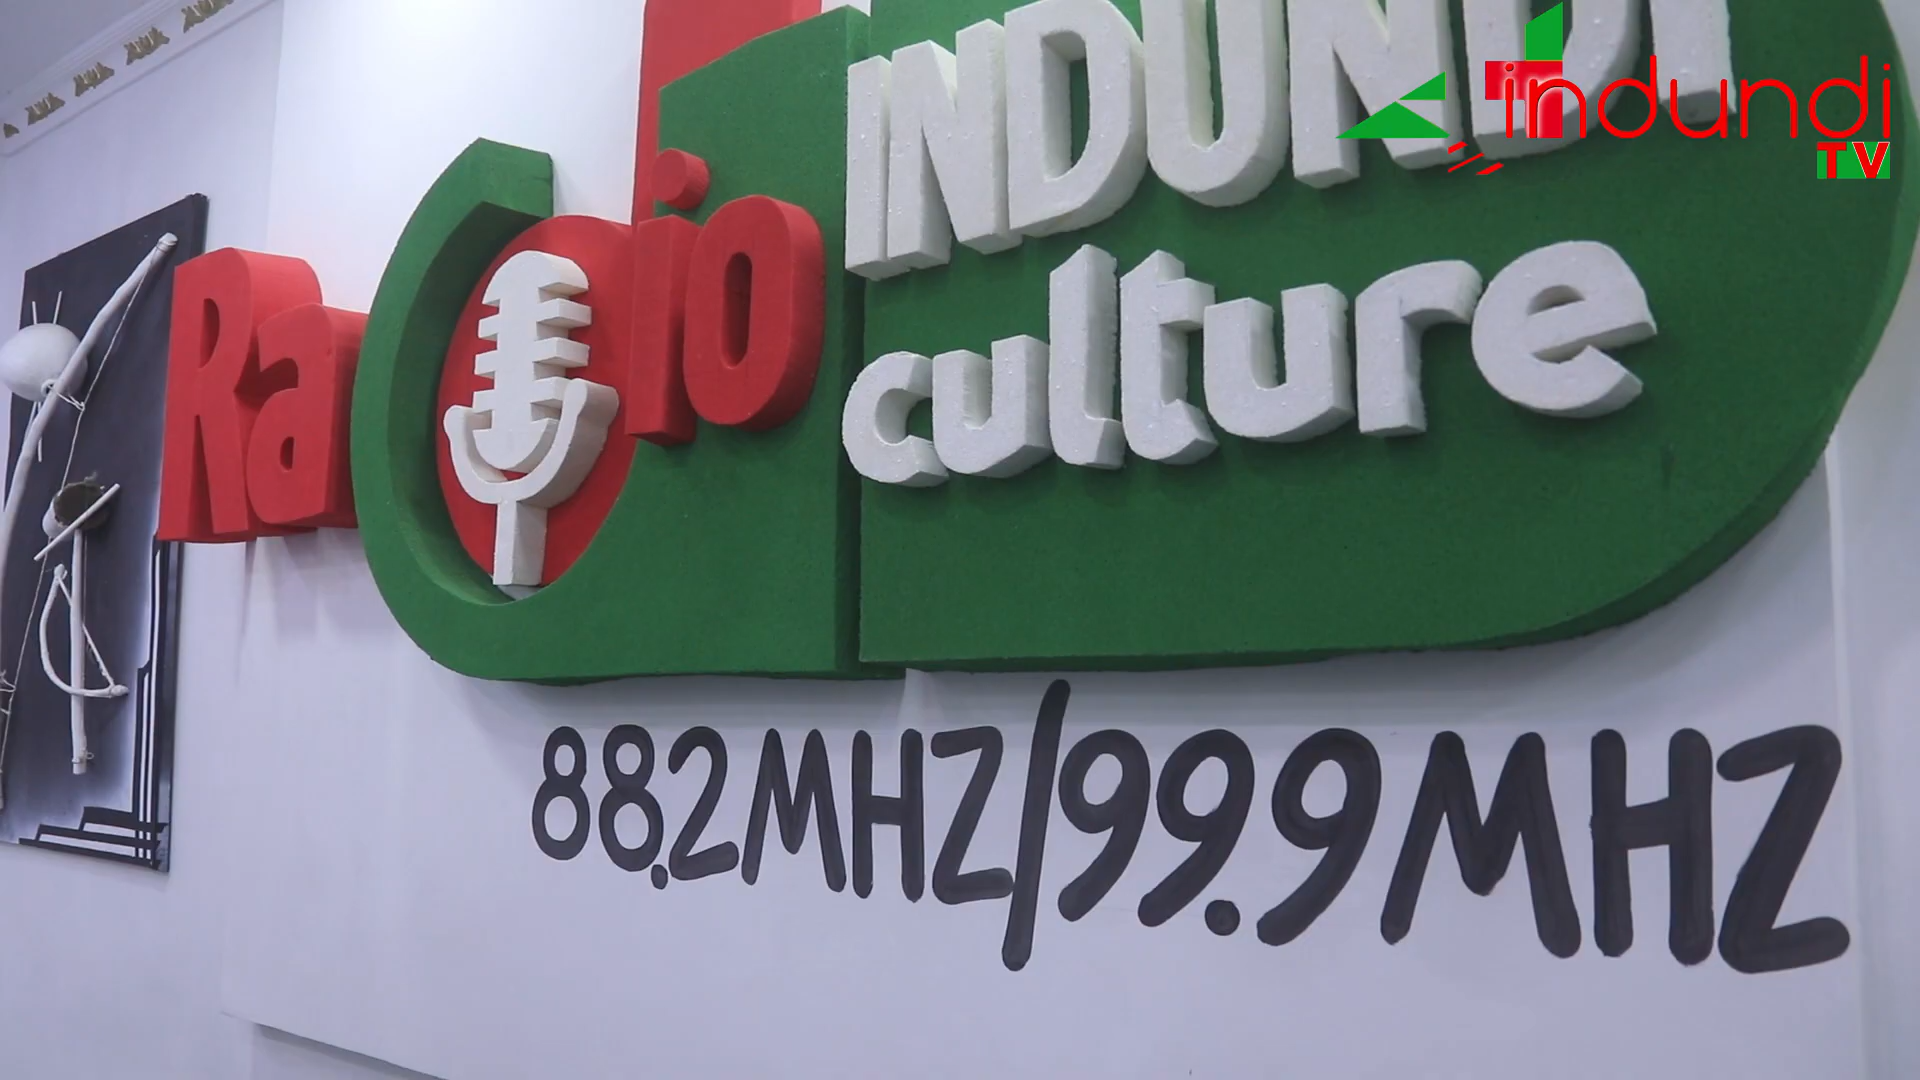 Radio
INDUNDI
culture
88.2MHZ/99.9MHZ
indundi
TV